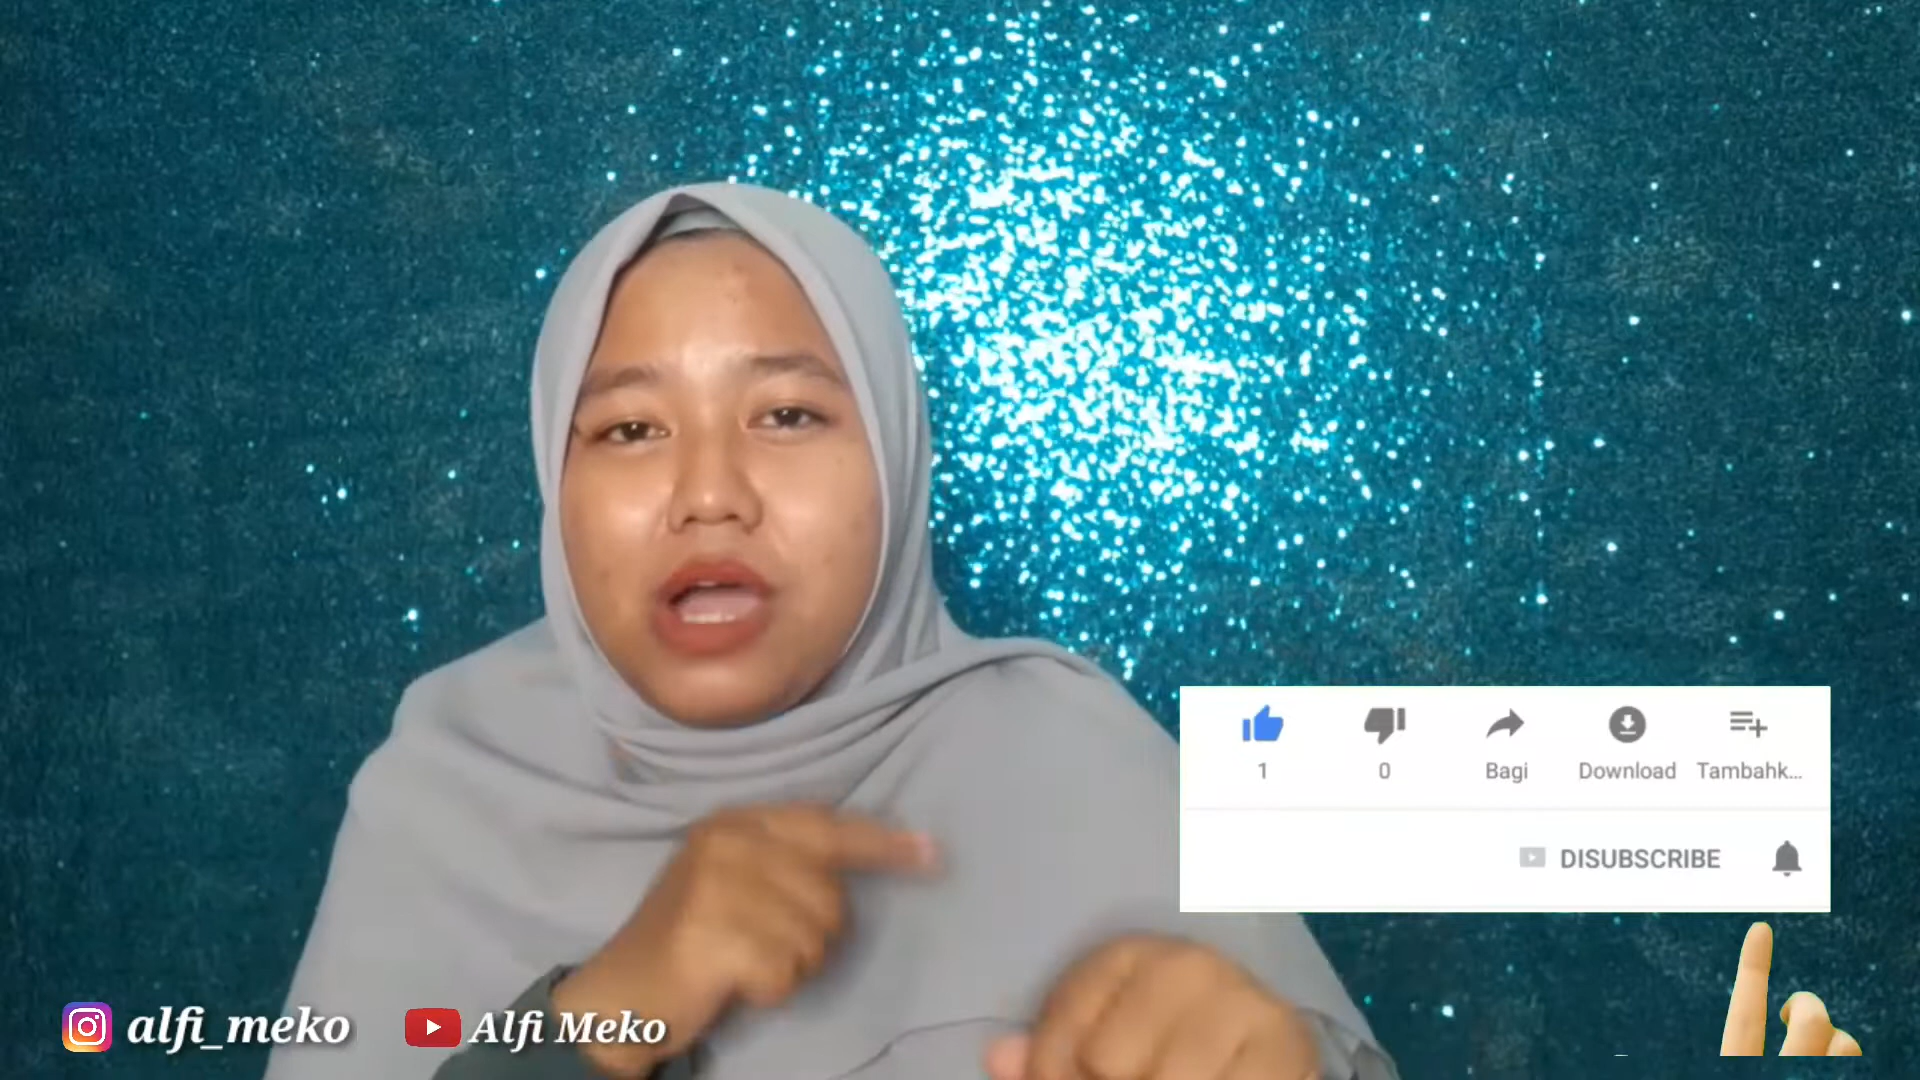 1
0
Bagi
Download
Tambahk...
DISUBSCRIBE
alfi_meko
Alfi Meko